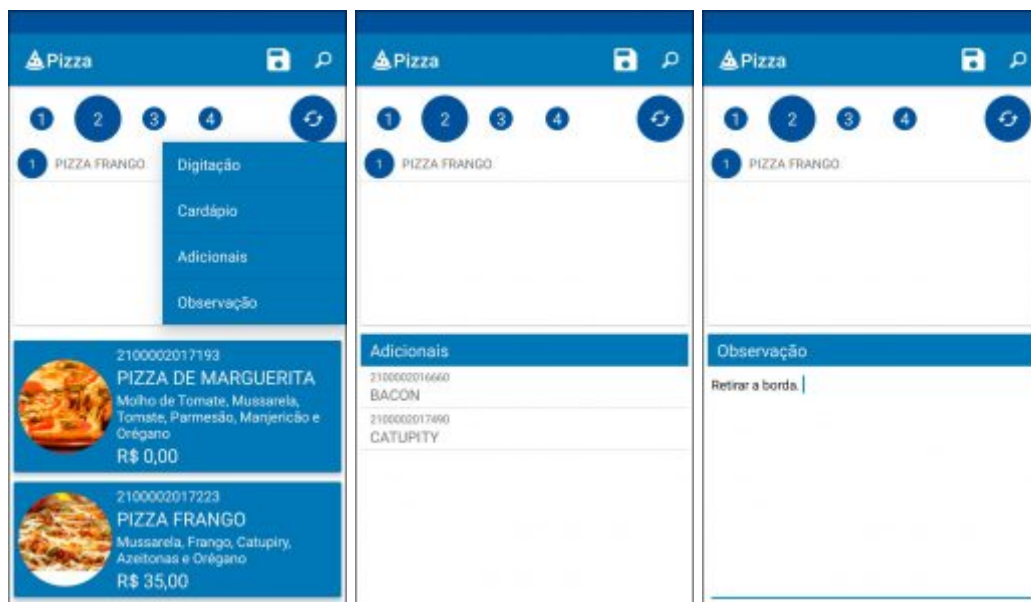 Pizza
1 2 3 4
1 PIZZA FRANGO
Digitação
Cardápio
Adicionais
Observação
2100002017193
PIZZA DE MARGUERITA
Molho de Tomate, Mussarela,
Tomate, Parmesão, Manjericão e
Orégano
R$ 0,00
2100002017223
PIZZA FRANGO
Mussarela, Frango, Catupiry,
Azeitonas e Orégano
R$ 35,00
Pizza
1 2 3 4
1 PIZZA FRANGO
Adicionais
2100002016660
BACON
2100002017490
CATUPITY
Pizza
1 2 3 4
1 PIZZA FRANGO
Observação
Retirar a borda.